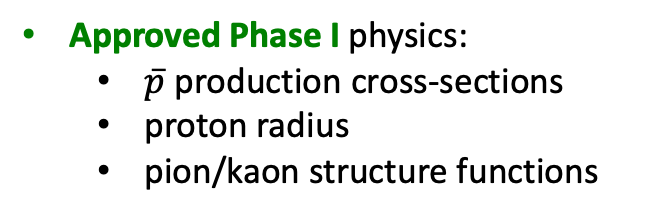 • Approved Phase I physics:
• p̄ production cross-sections
• proton radius
• pion/kaon structure functions